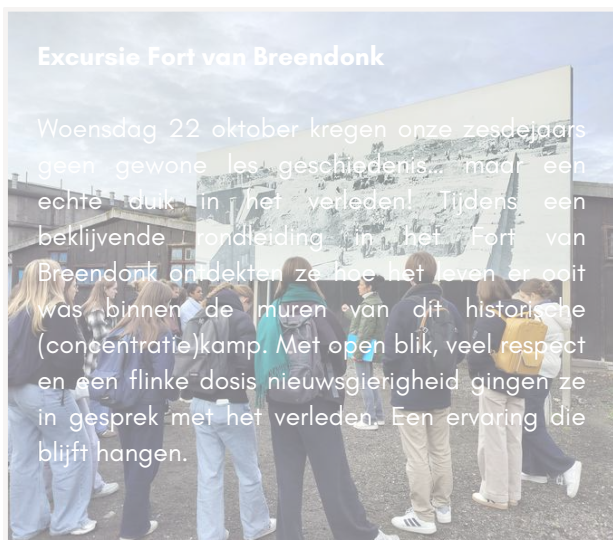 Excursie Fort van Breendonk
Woensdag 22 oktober kregen onze zesdejaars
geen gewone les geschiedenis... maar een
echte duik in het verleden! Tijdens een
beklijvende rondleiding in het Fort van
Breendonk ontdekten ze hoe het leven er ooit
was binnen de muren van dit historische
(concentratie)kamp. Met open blik, veel respect
en een flinke dosis nieuwsgierigheid gingen ze
in gesprek met het verleden. Een ervaring die
blijft hangen.